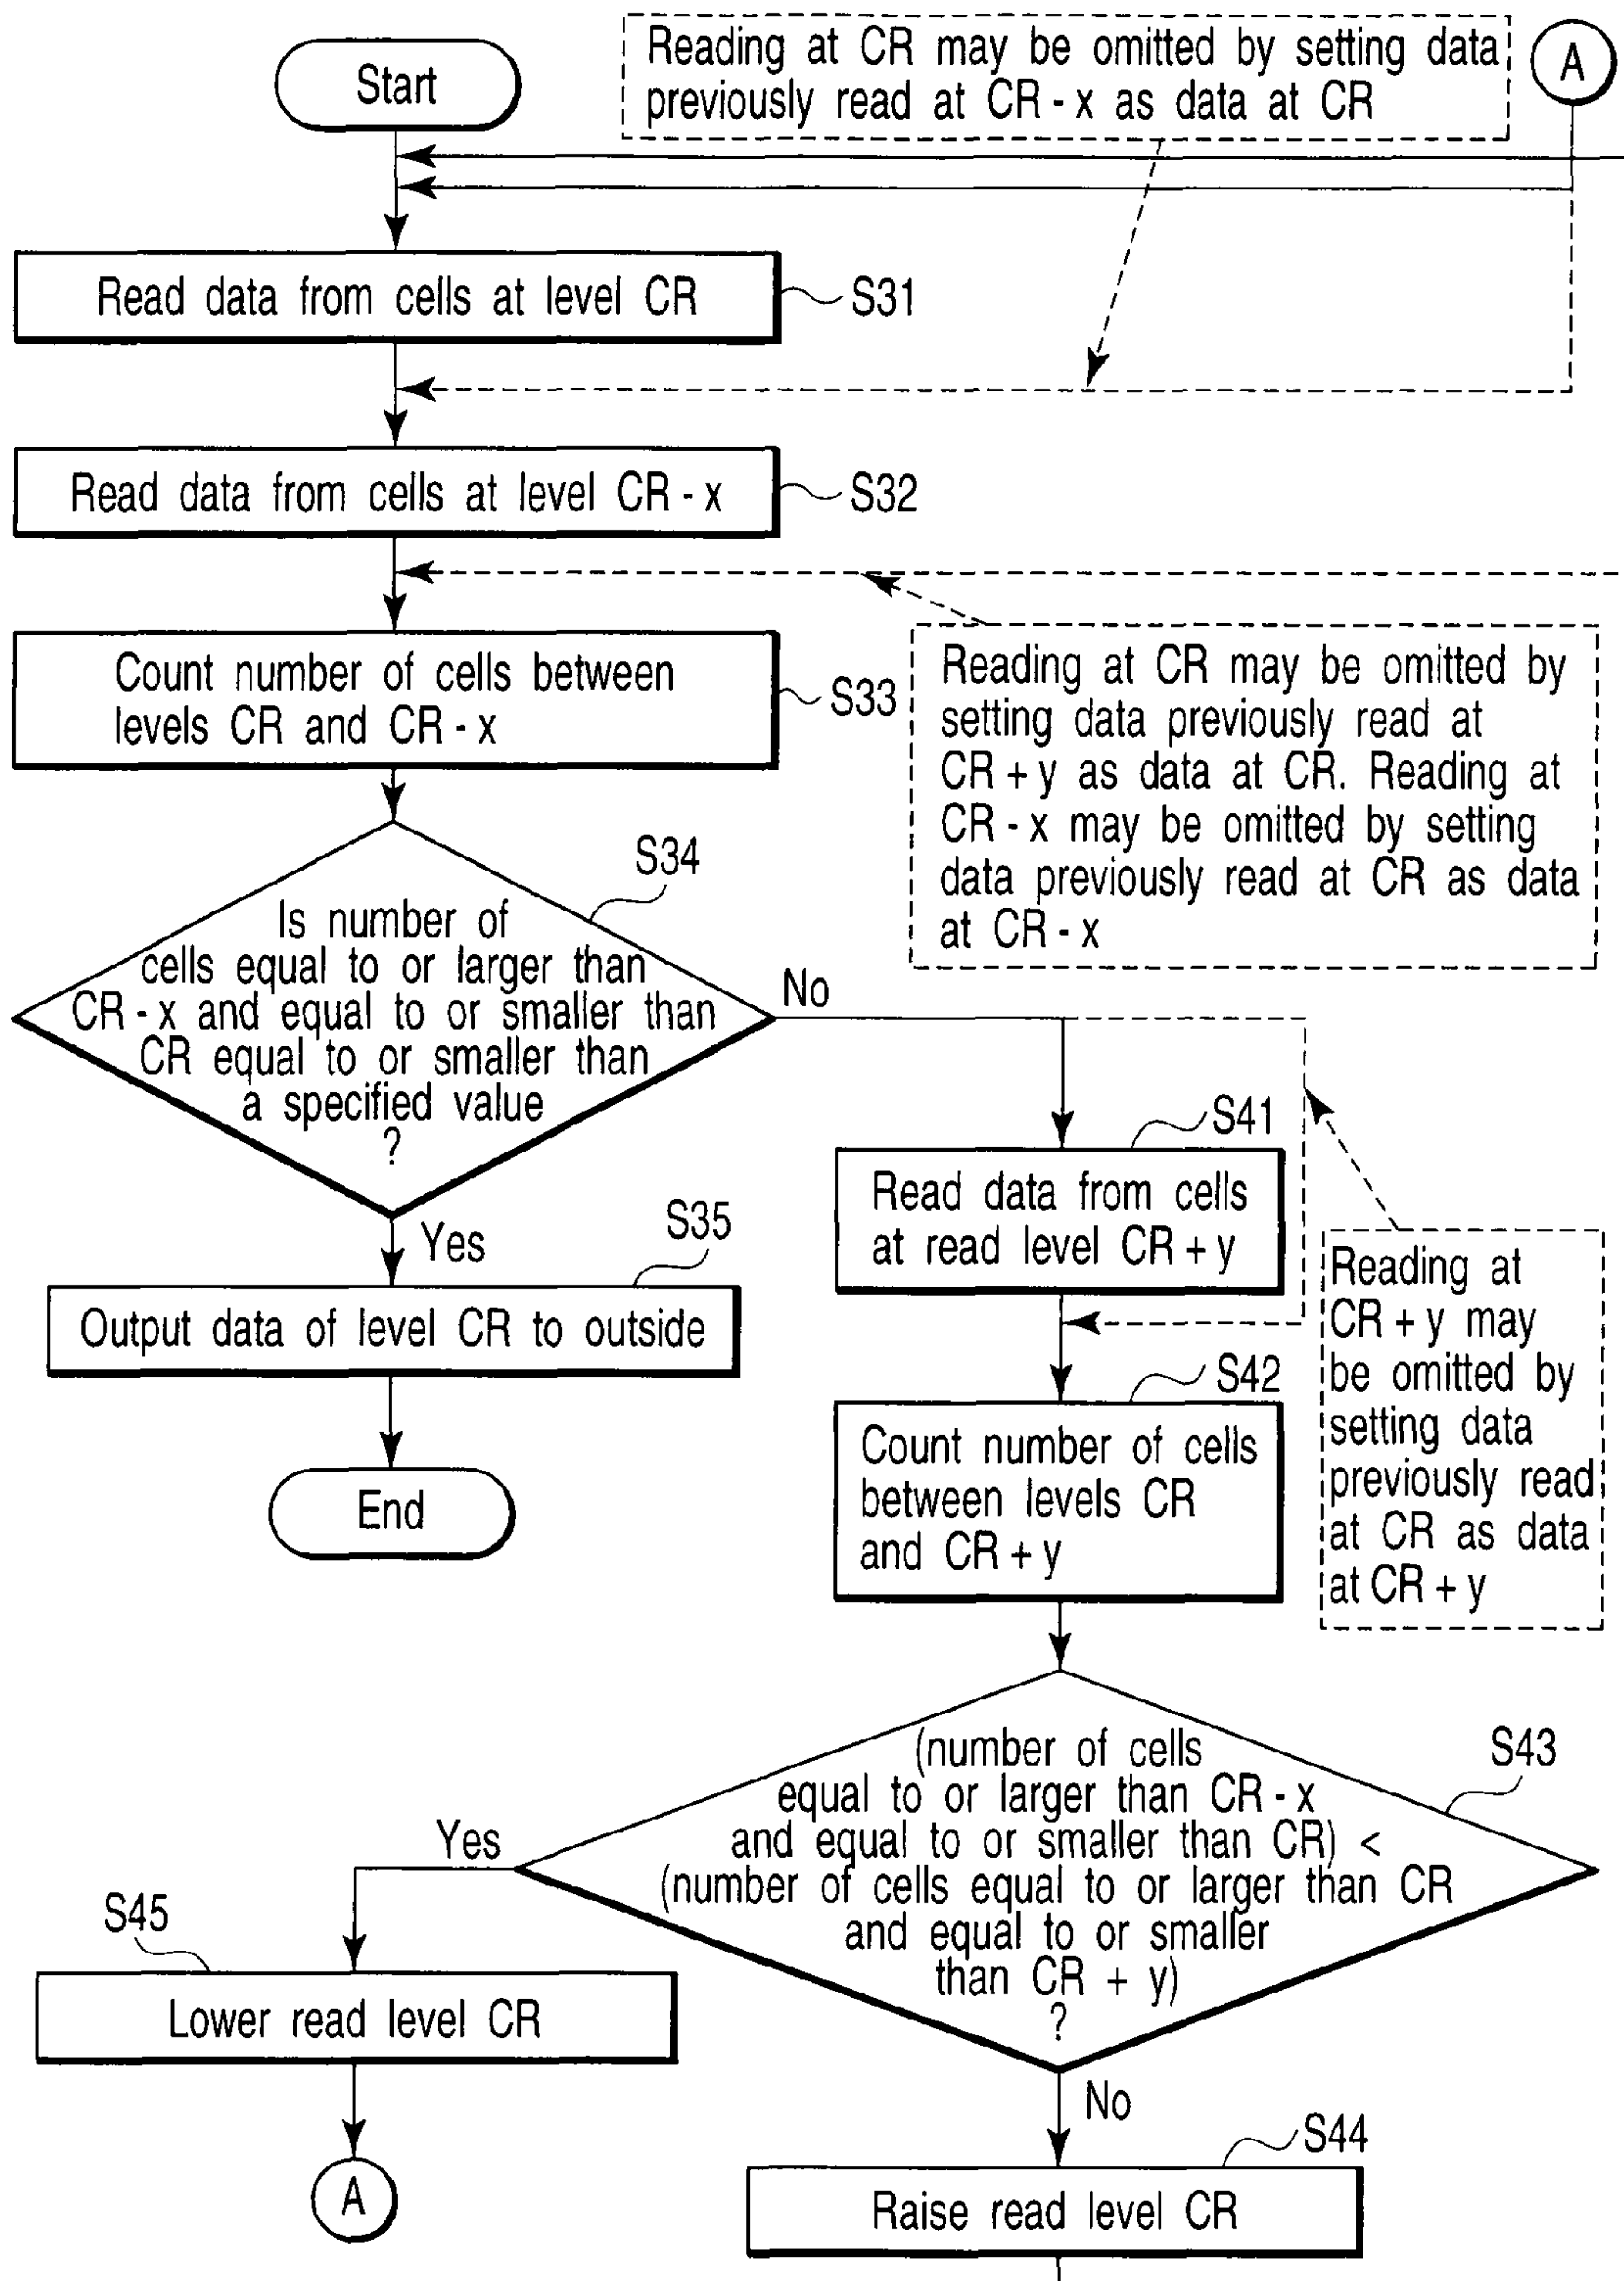 Start
Reading at CR may be omitted by setting data
previously read at CR - x as data at CR
A
Read data from cells at level CR
S31
Read data from cells at level CR - x
S32
Count number of cells between
levels CR and CR - x
S33
Reading at CR may be omitted by
setting data previously read at
CR + y as data at CR. Reading at
CR - x may be omitted by setting
data previously read at CR as data
at CR - x
S34
Is number of
cells equal to or larger than
CR - x and equal to or smaller than
CR equal to or smaller than
a specified value
?
No
Yes
S35
Output data of level CR to outside
End
S41
Read data from cells
at read level CR + y
Reading at
CR + y may
be omitted by
setting data
previously read
at CR as data
at CR + y
S42
Count number of cells
between levels CR
and CR + y
S43
(number of cells
equal to or larger than CR - x
and equal to or smaller than CR) <
(number of cells equal to or larger than CR
and equal to or smaller
than CR + y)
?
Yes
S45
Lower read level CR
A
No
S44
Raise read level CR